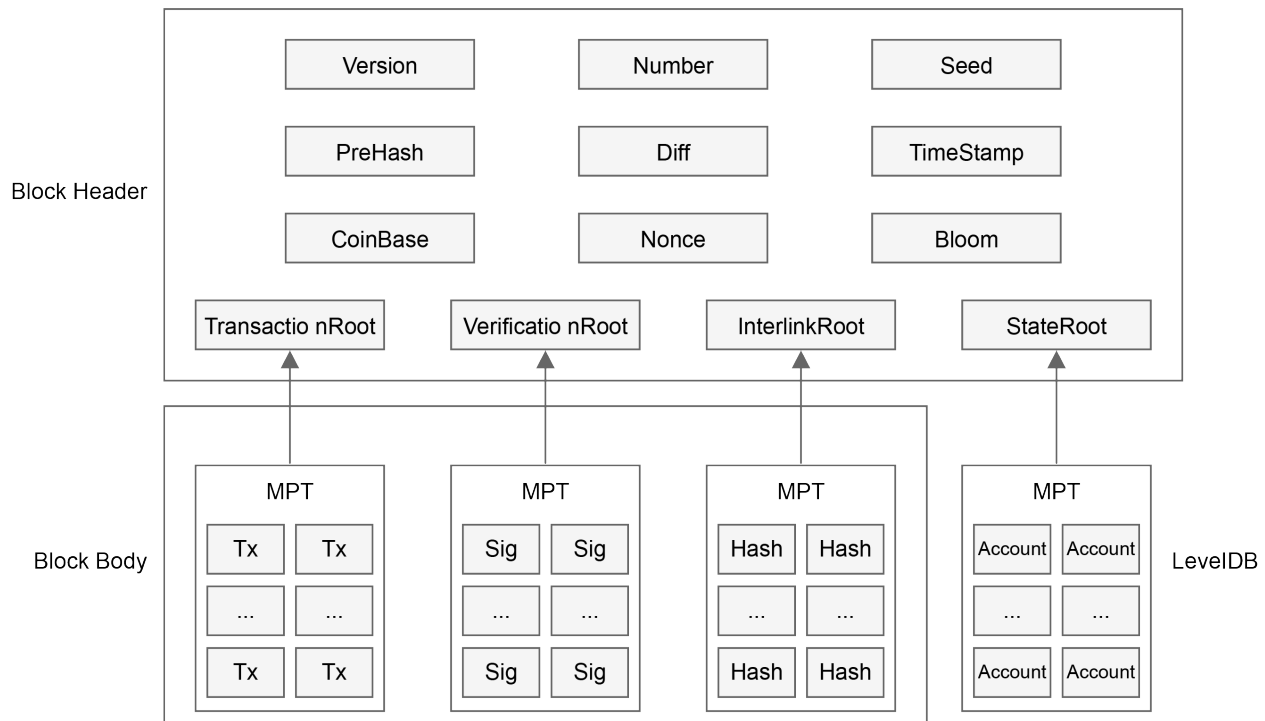 Version
Number
Seed
PreHash
Diff
TimeStamp
Block Header
CoinBase
Nonce
Bloom
Transactio nRoot
Verificatio nRoot
InterlinkRoot
StateRoot
MPT
MPT
MPT
MPT
Tx Tx
Sig Sig
Hash Hash
Account Account
Block Body
LevelDB
... ...
... ...
... ...
... ...
Tx Tx
Sig Sig
Hash Hash
Account Account